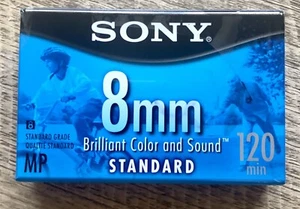 SONY
8mm
STANDARD GRADE
QUALITÉ STANDARD
MP
Brilliant Color and Sound™
STANDARD
120
min